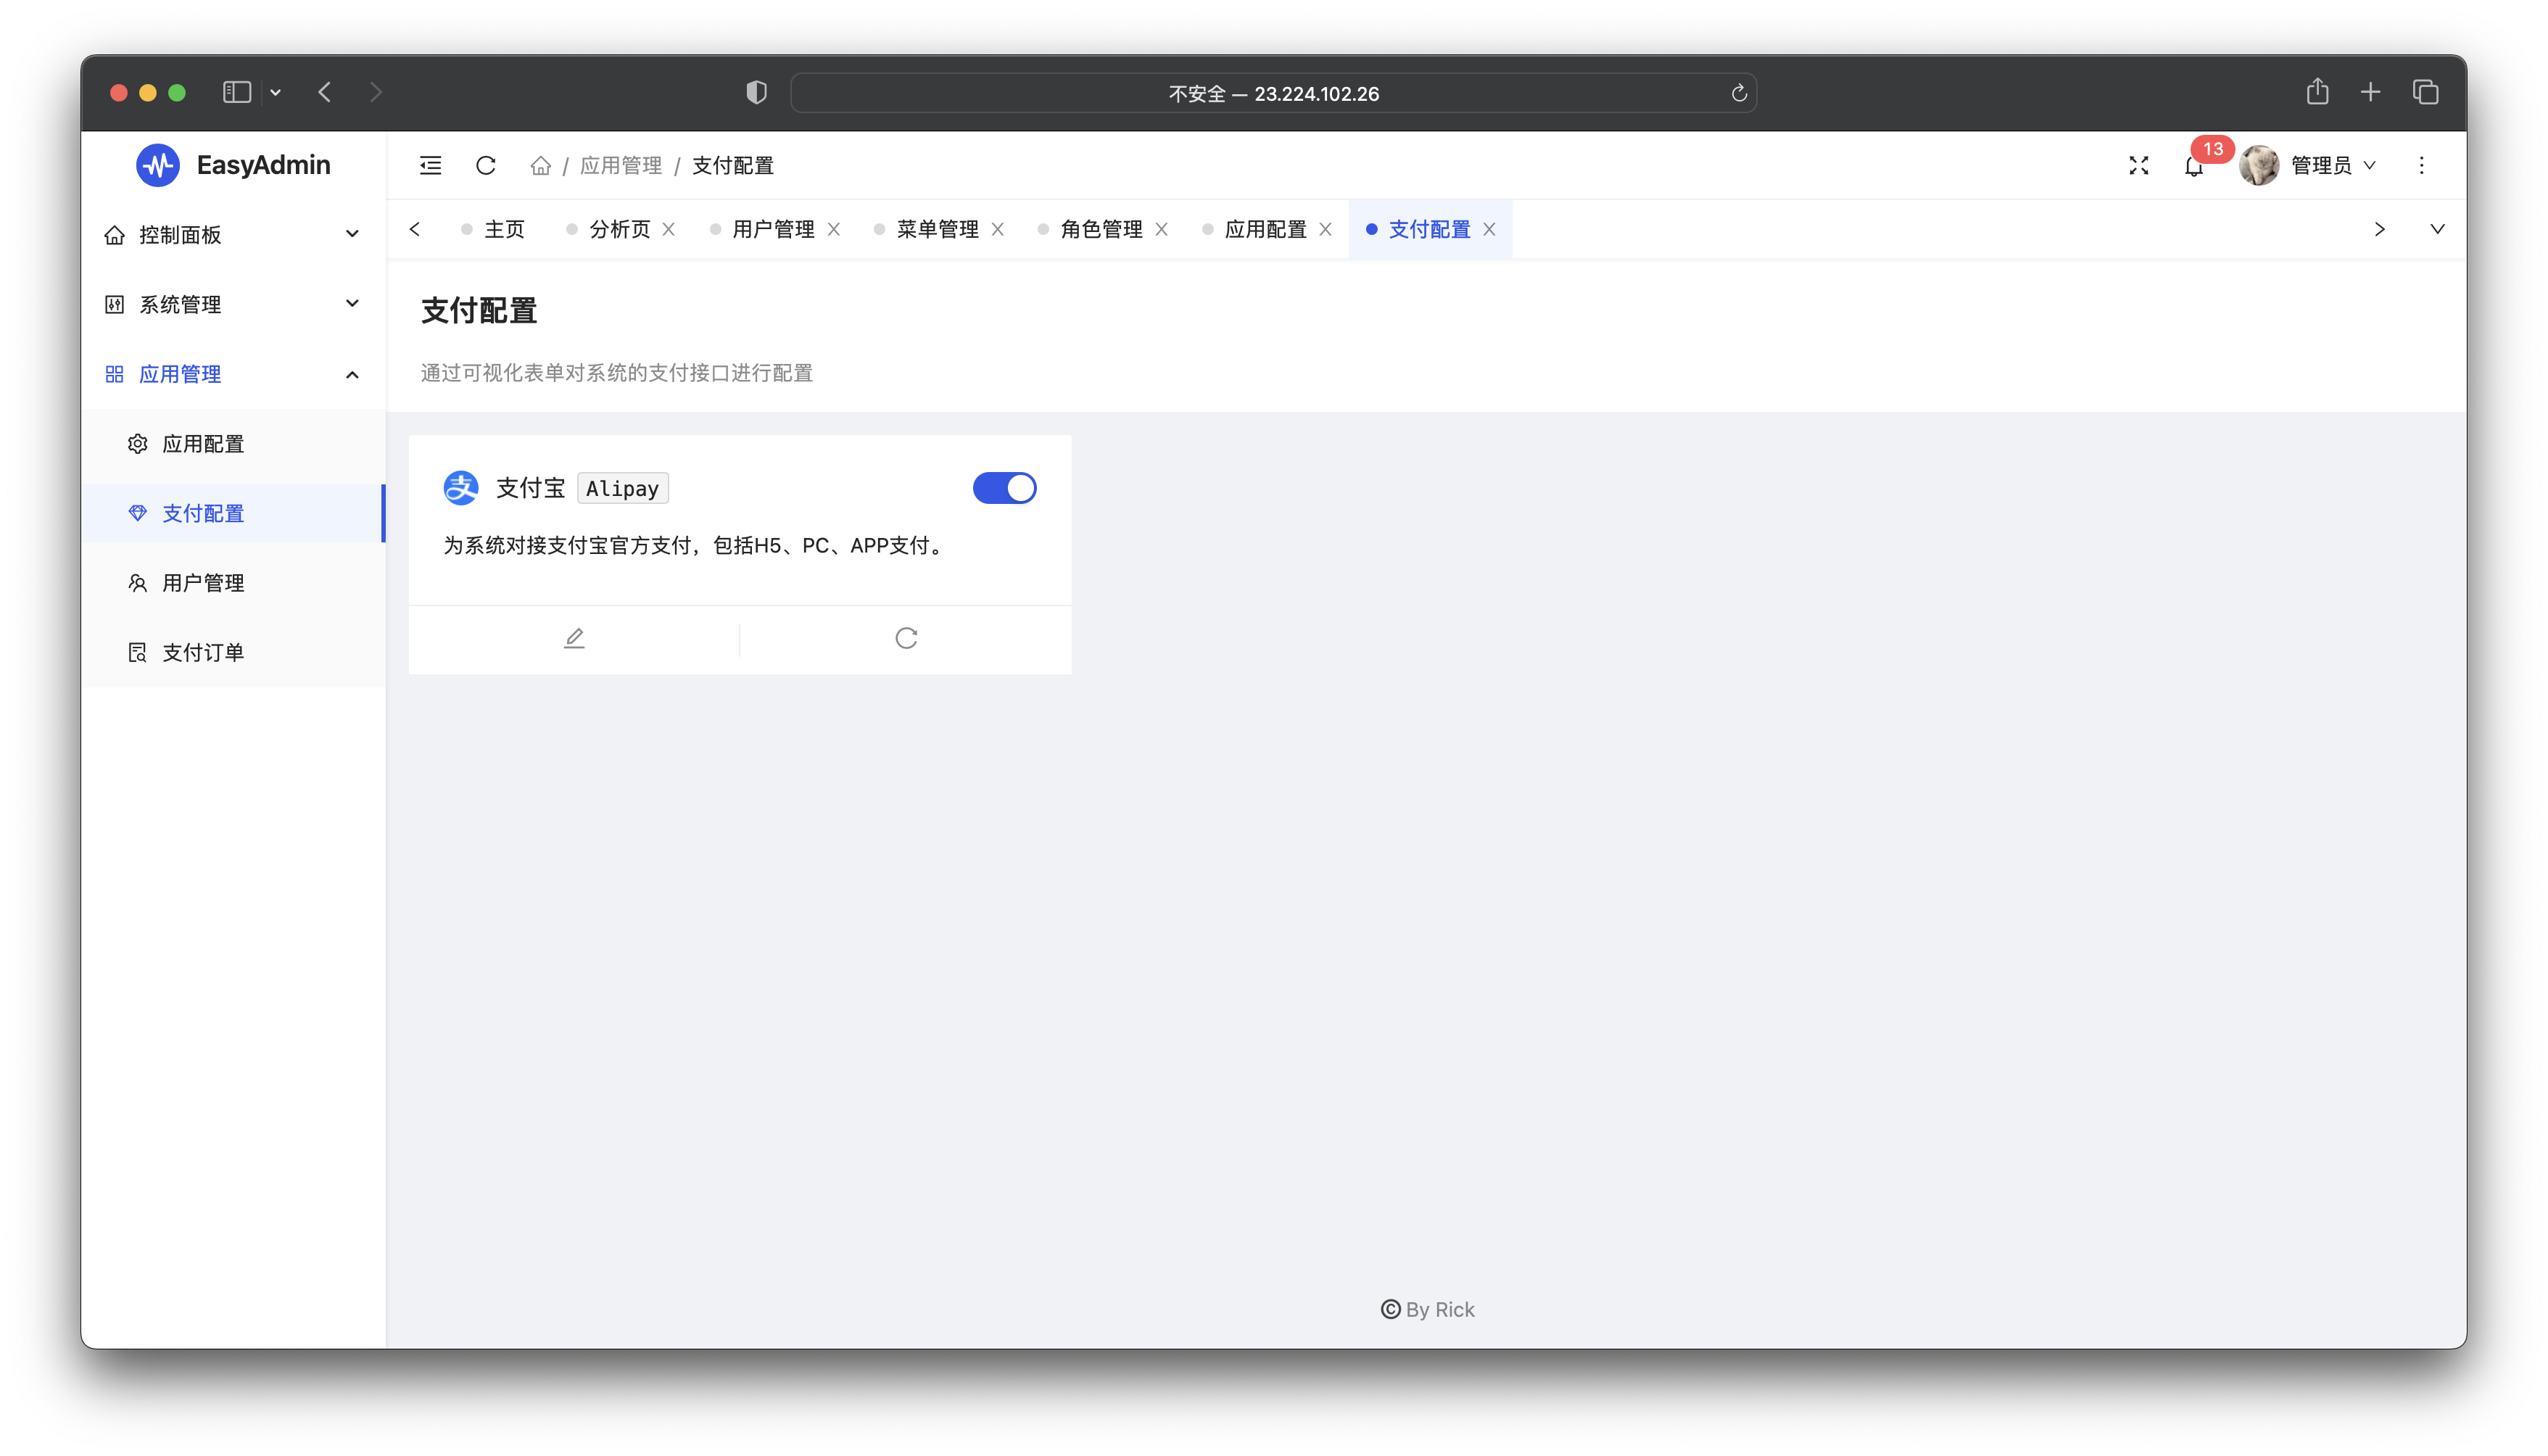 不安全 — 23.224.102.26
EasyAdmin
/ 应用管理 / 支付配置
13
管理员
控制面板
系统管理
应用管理
应用配置
支付配置
用户管理
支付订单
主页 分析页 用户管理 菜单管理 角色管理 应用配置 支付配置
支付配置
通过可视化表单对系统的支付接口进行配置
支 支付宝 Alipay
为系统对接支付宝官方支付，包括H5、PC、APP支付。
© By Rick